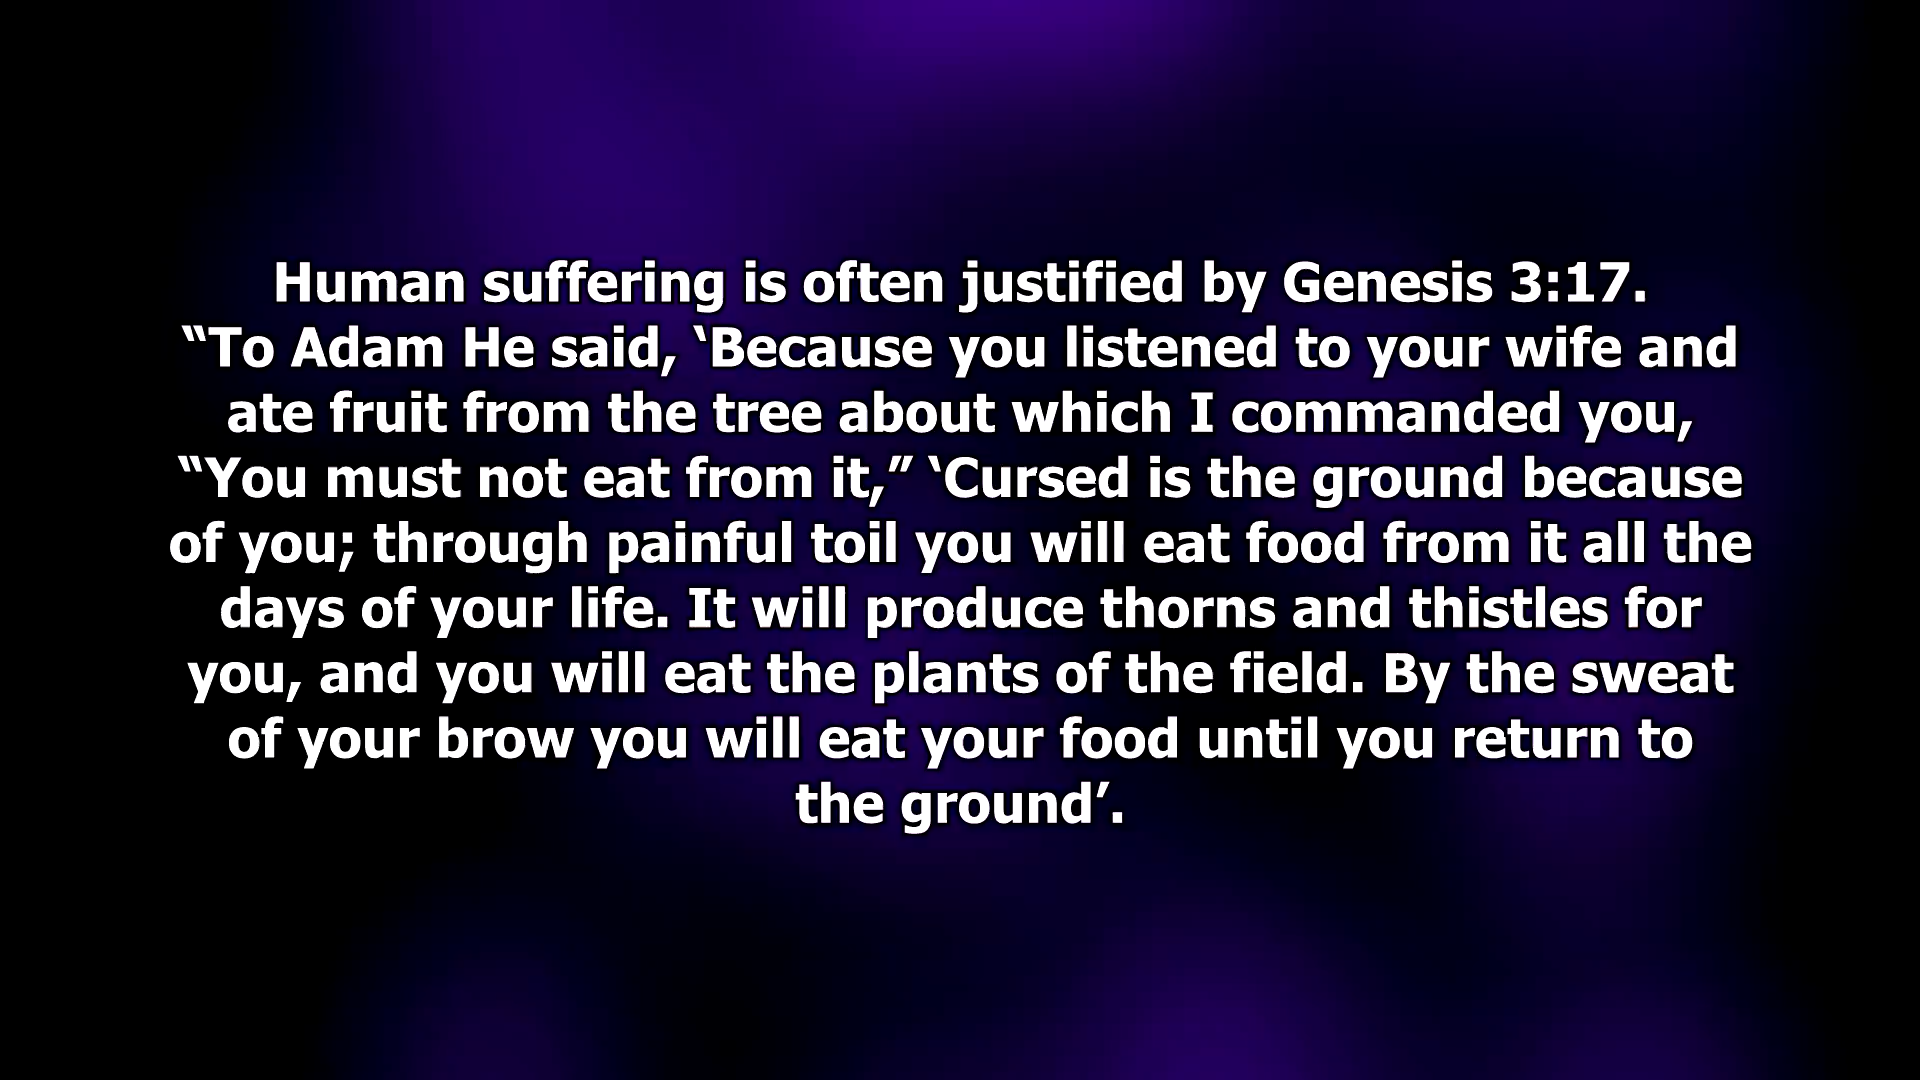 Human suffering is often justified by Genesis 3:17.
“To Adam He said, ‘Because you listened to your wife and
ate fruit from the tree about which I commanded you,
“You must not eat from it,” ‘Cursed is the ground because
of you; through painful toil you will eat food from it all the
days of your life. It will produce thorns and thistles for
you, and you will eat the plants of the field. By the sweat
of your brow you will eat your food until you return to
the ground’.